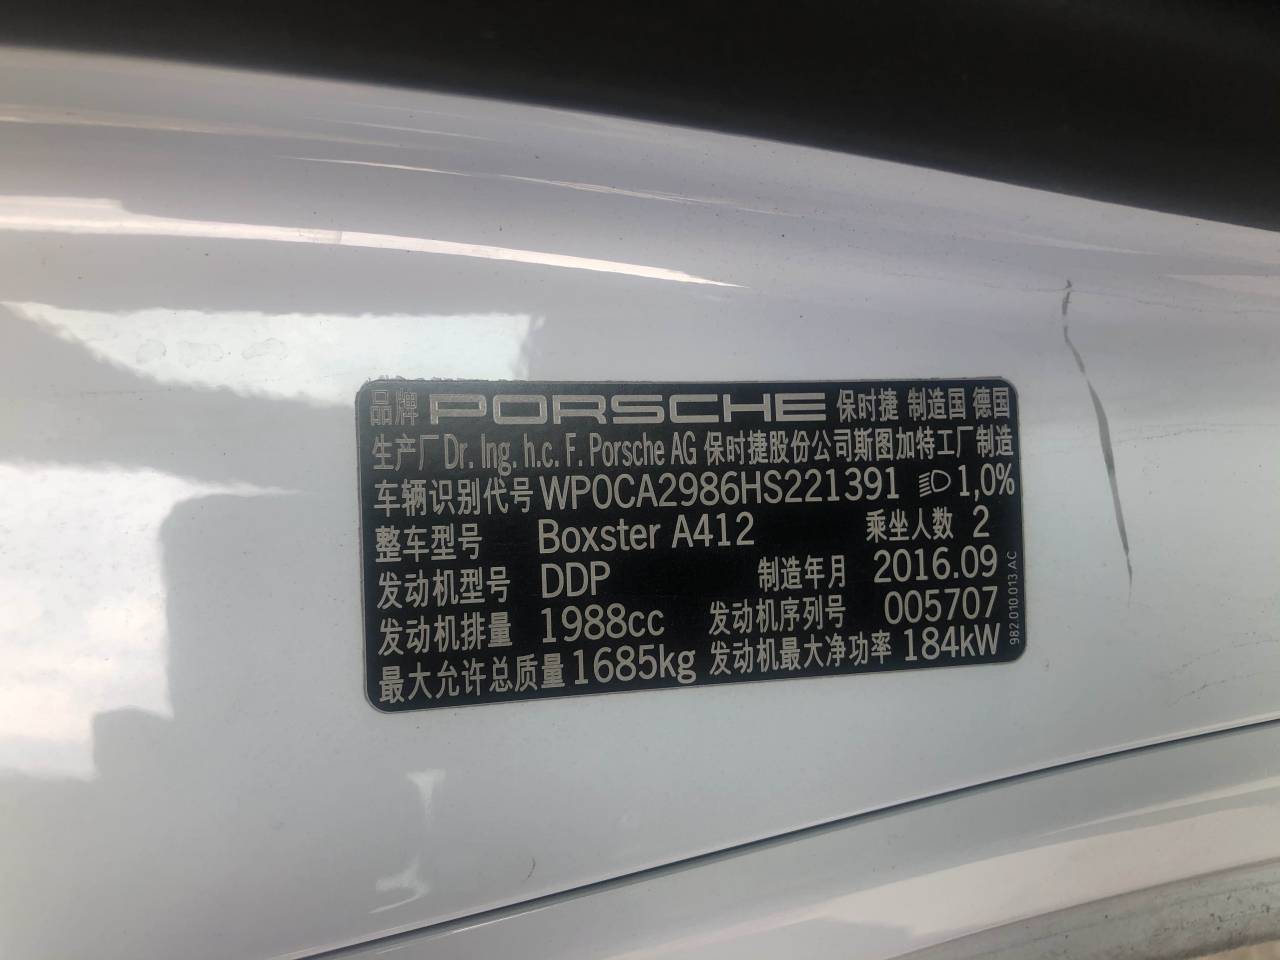 品牌 PORSCHE 保时捷 制造国 德国
生产厂 Dr. Ing. h.c. F. Porsche AG 保时捷股份公司斯图加特工厂制造
车辆识别代号 WP0CA2986HS221391 1,0%
整车型号 Boxster A412 乘坐人数 2
发动机型号 DDP 制造年月 2016.09
发动机排量 1988cc 发动机序列号 005707
最大允许总质量 1685kg 发动机最大净功率 184kW
982.010.013.AC